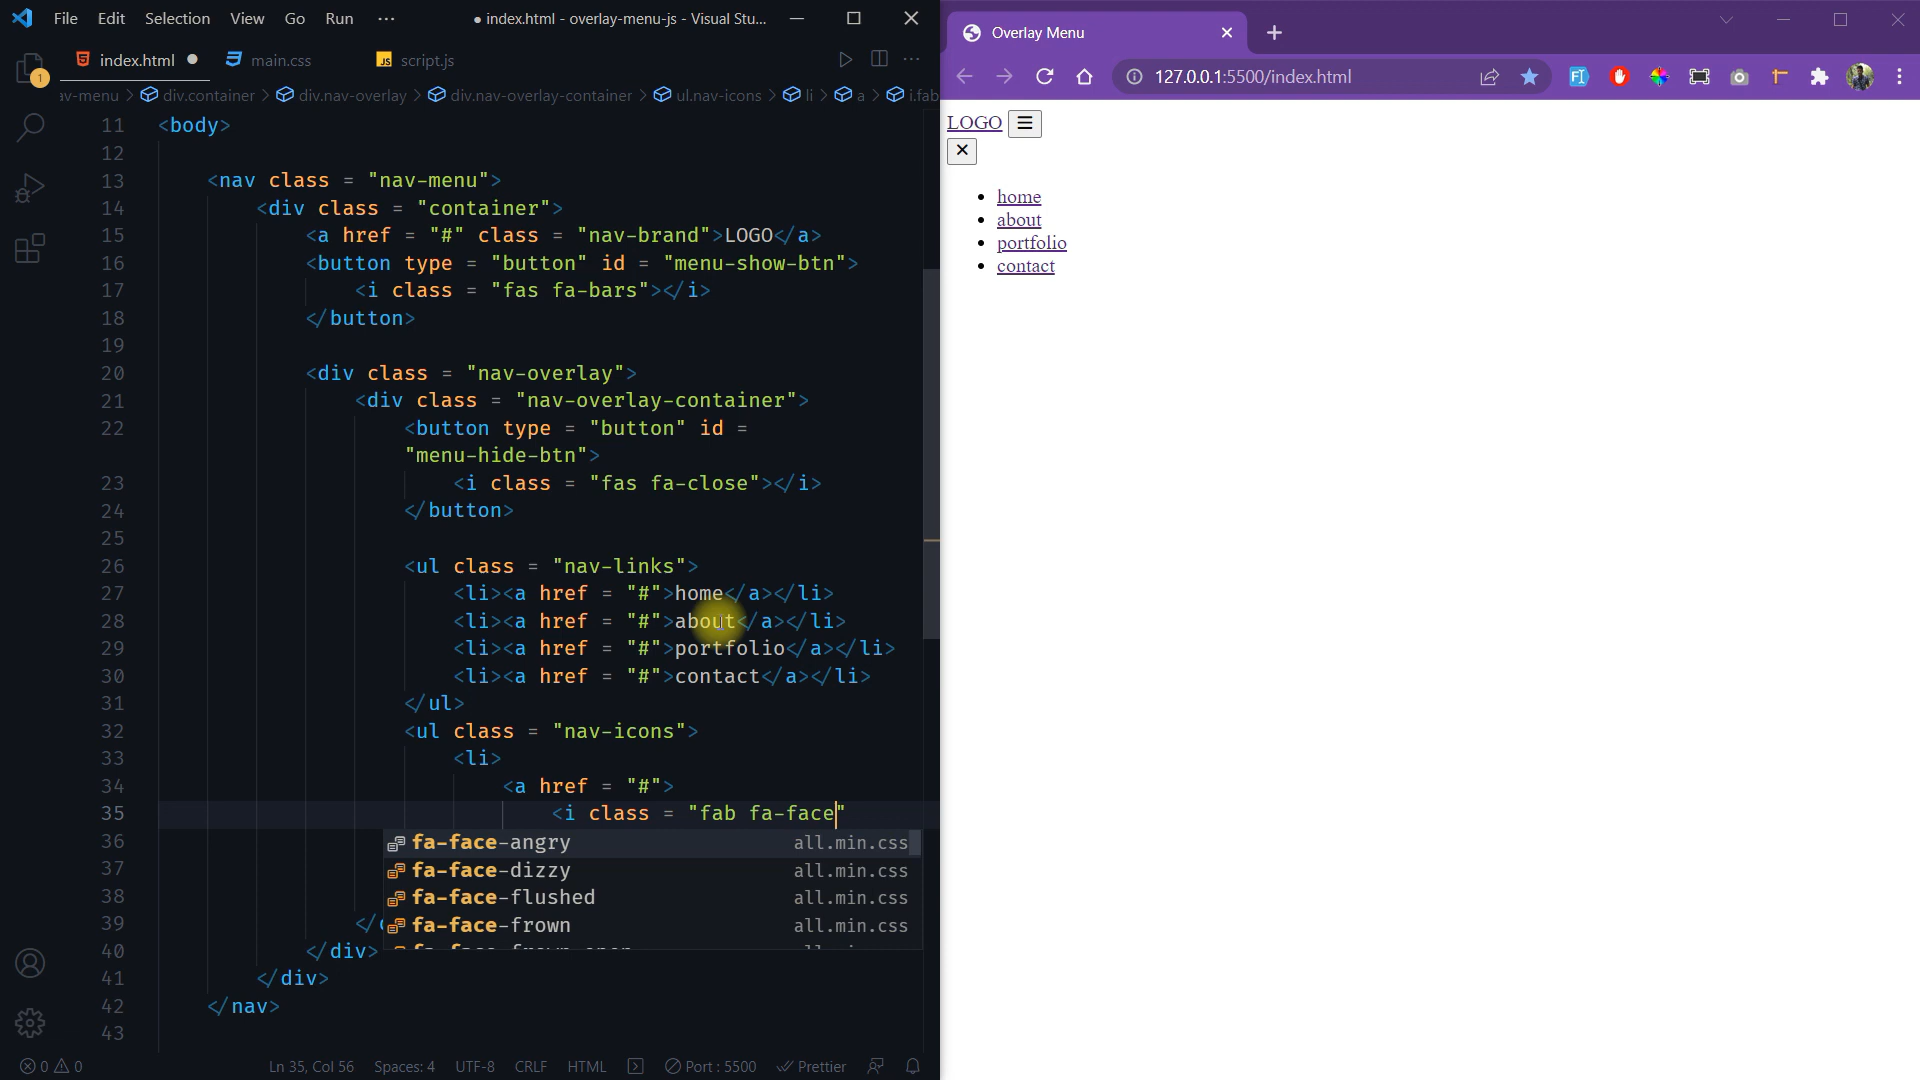 File Edit Selection View Go Run ··· ● index.html - overlay-menu-js - Visual Stu...
index.html ● main.css JS script.js
av-menu > div.container > div.nav-overlay > div.nav-overlay-container > ul.nav-icons > li > a > i.fab
1
11 <body>
12
13 <nav class = "nav-menu">
14 <div class = "container">
15 <a href = "#" class = "nav-brand">LOGO</a>
16 <button type = "button" id = "menu-show-btn">
17 <i class = "fas fa-bars"></i>
18 </button>
19
20 <div class = "nav-overlay">
21 <div class = "nav-overlay-container">
22 <button type = "button" id =
"menu-hide-btn">
23 <i class = "fas fa-close"></i>
24 </button>
25
26 <ul class = "nav-links">
27 <li><a href = "#">home</a></li>
28 <li><a href = "#">about</a></li>
29 <li><a href = "#">portfolio</a></li>
30 <li><a href = "#">contact</a></li>
31 </ul>
32 <ul class = "nav-icons">
33 <li>
34 <a href = "#">
35 <i class = "fab fa-face"
36 fa-face-angry all.min.css
37 fa-face-dizzy all.min.css
38 fa-face-flushed all.min.css
39 </ fa-face-frown all.min.css
40 </div>
41 </div>
42 </nav>
43
0 0 Ln 35, Col 56 Spaces: 4 UTF-8 CRLF HTML Port : 5500 Prettier
Overlay Menu
127.0.0.1:5500/index.html
LOGO ☰
✕
• home
• about
• portfolio
• contact